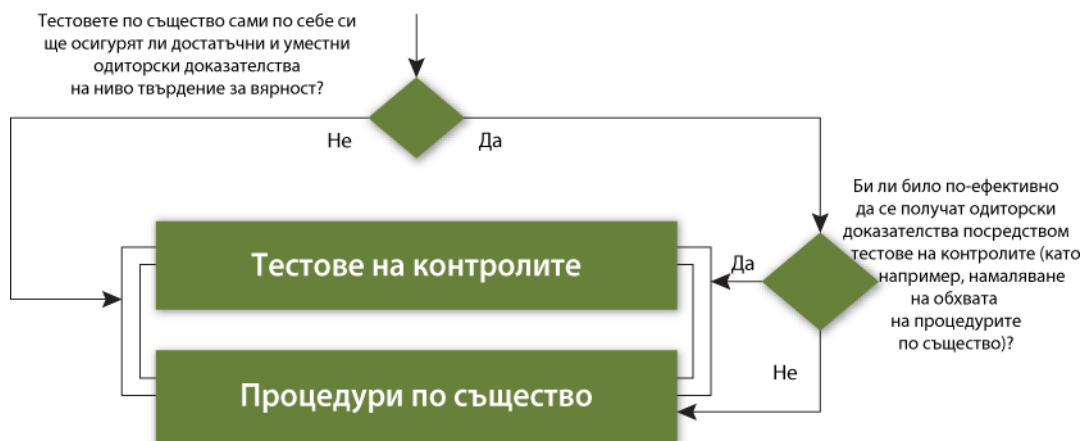 Тестовете по същество сами по себе си
ще осигурят ли достатъчни и уместни
одиторски доказателства
на ниво твърдение за вярност?
Не
Да
Би ли било по-ефективно
да се получат одиторски
доказателства посредством
тестове на контролите (като
например, намаляване
на обхвата
на процедурите
по същество)?
Тестове на контролите
Да
Не
Процедури по същество